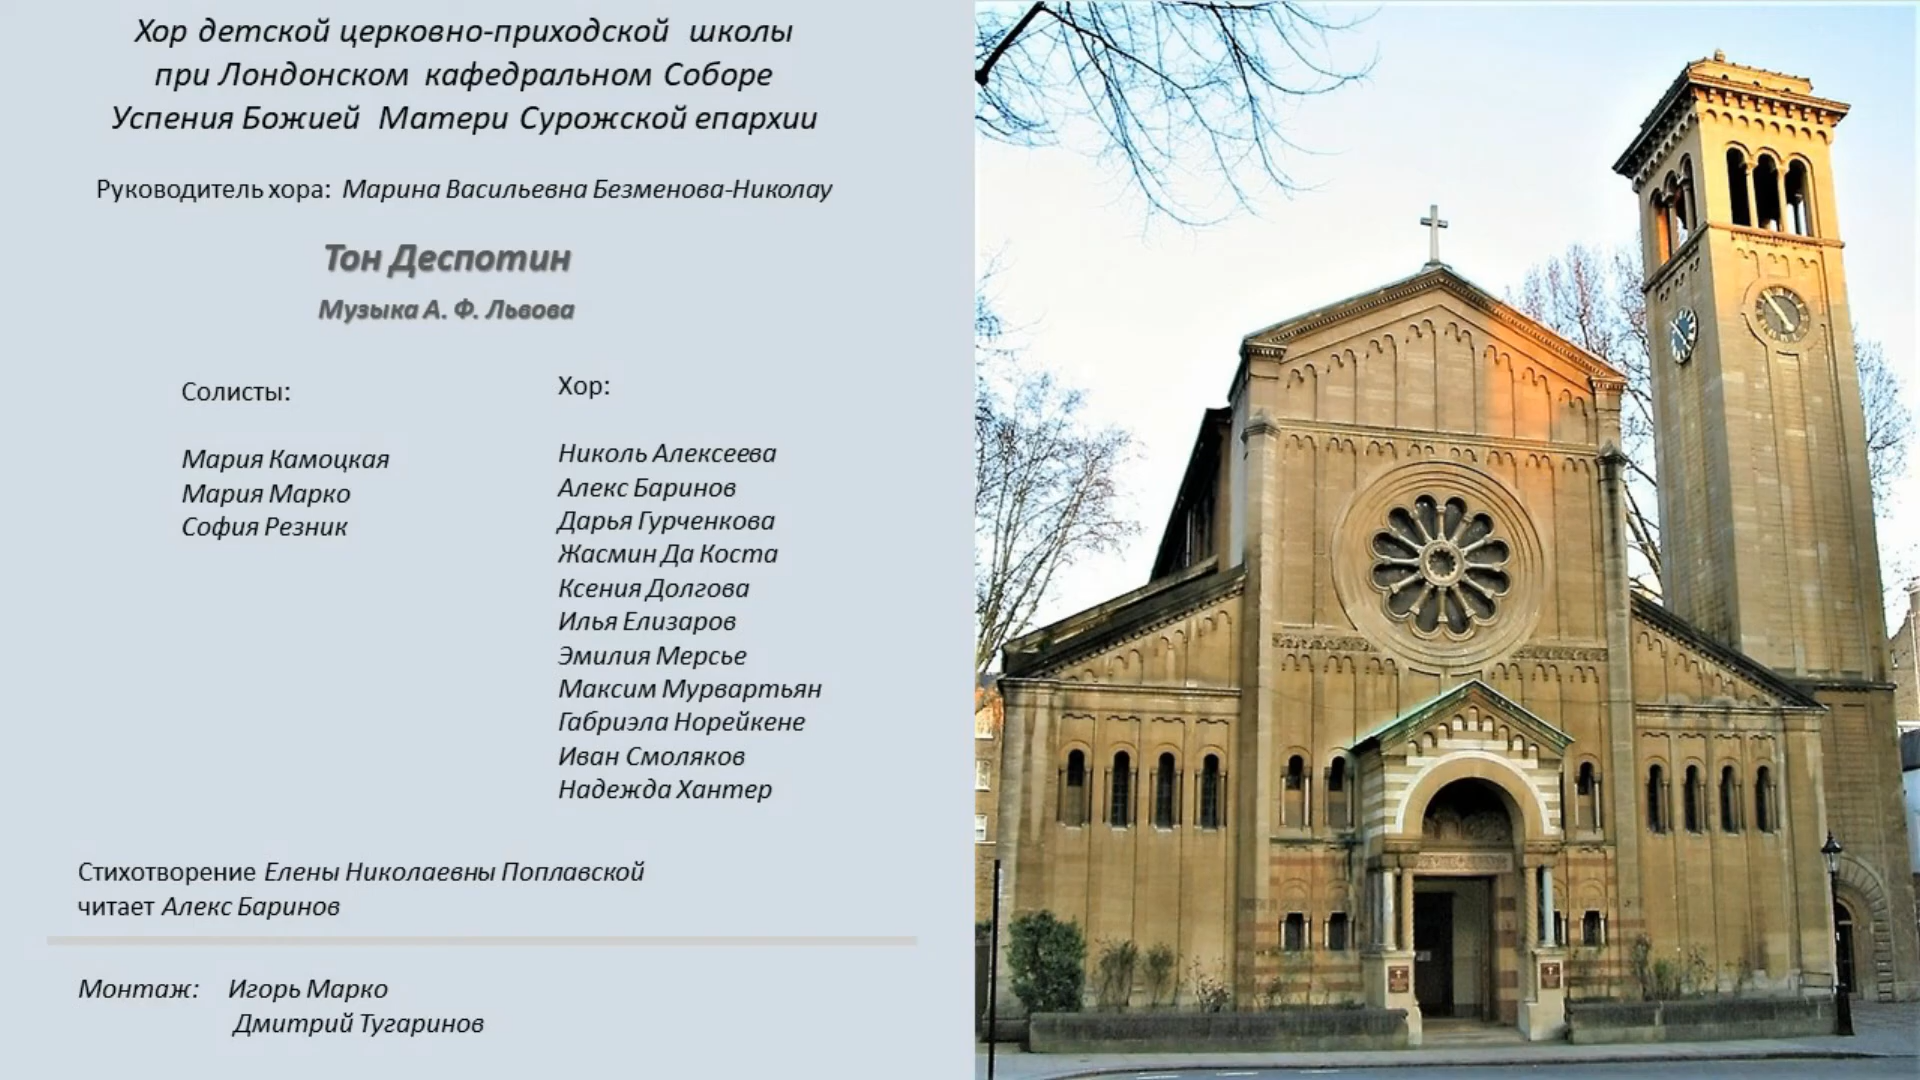 Хор детской церковно-приходской школы
при Лондонском кафедральном Соборе
Успения Божией Матери Сурожской епархии
Руководитель хора: Марина Васильевна Безменова-Николау
Тон Деспотин
Музыка А. Ф. Львова
Солисты:
Мария Камоцкая
Мария Марко
София Резник
Хор:
Николь Алексеева
Алекс Баринов
Дарья Гурченкова
Жасмин Да Коста
Ксения Долгова
Илья Елизаров
Эмилия Мерсье
Максим Мурвартьян
Габриэла Норейкене
Иван Смоляков
Надежда Хантер
Стихотворение Елены Николаевны Поплавской
читает Алекс Баринов
Монтаж: Игорь Марко
Дмитрий Тугаринов